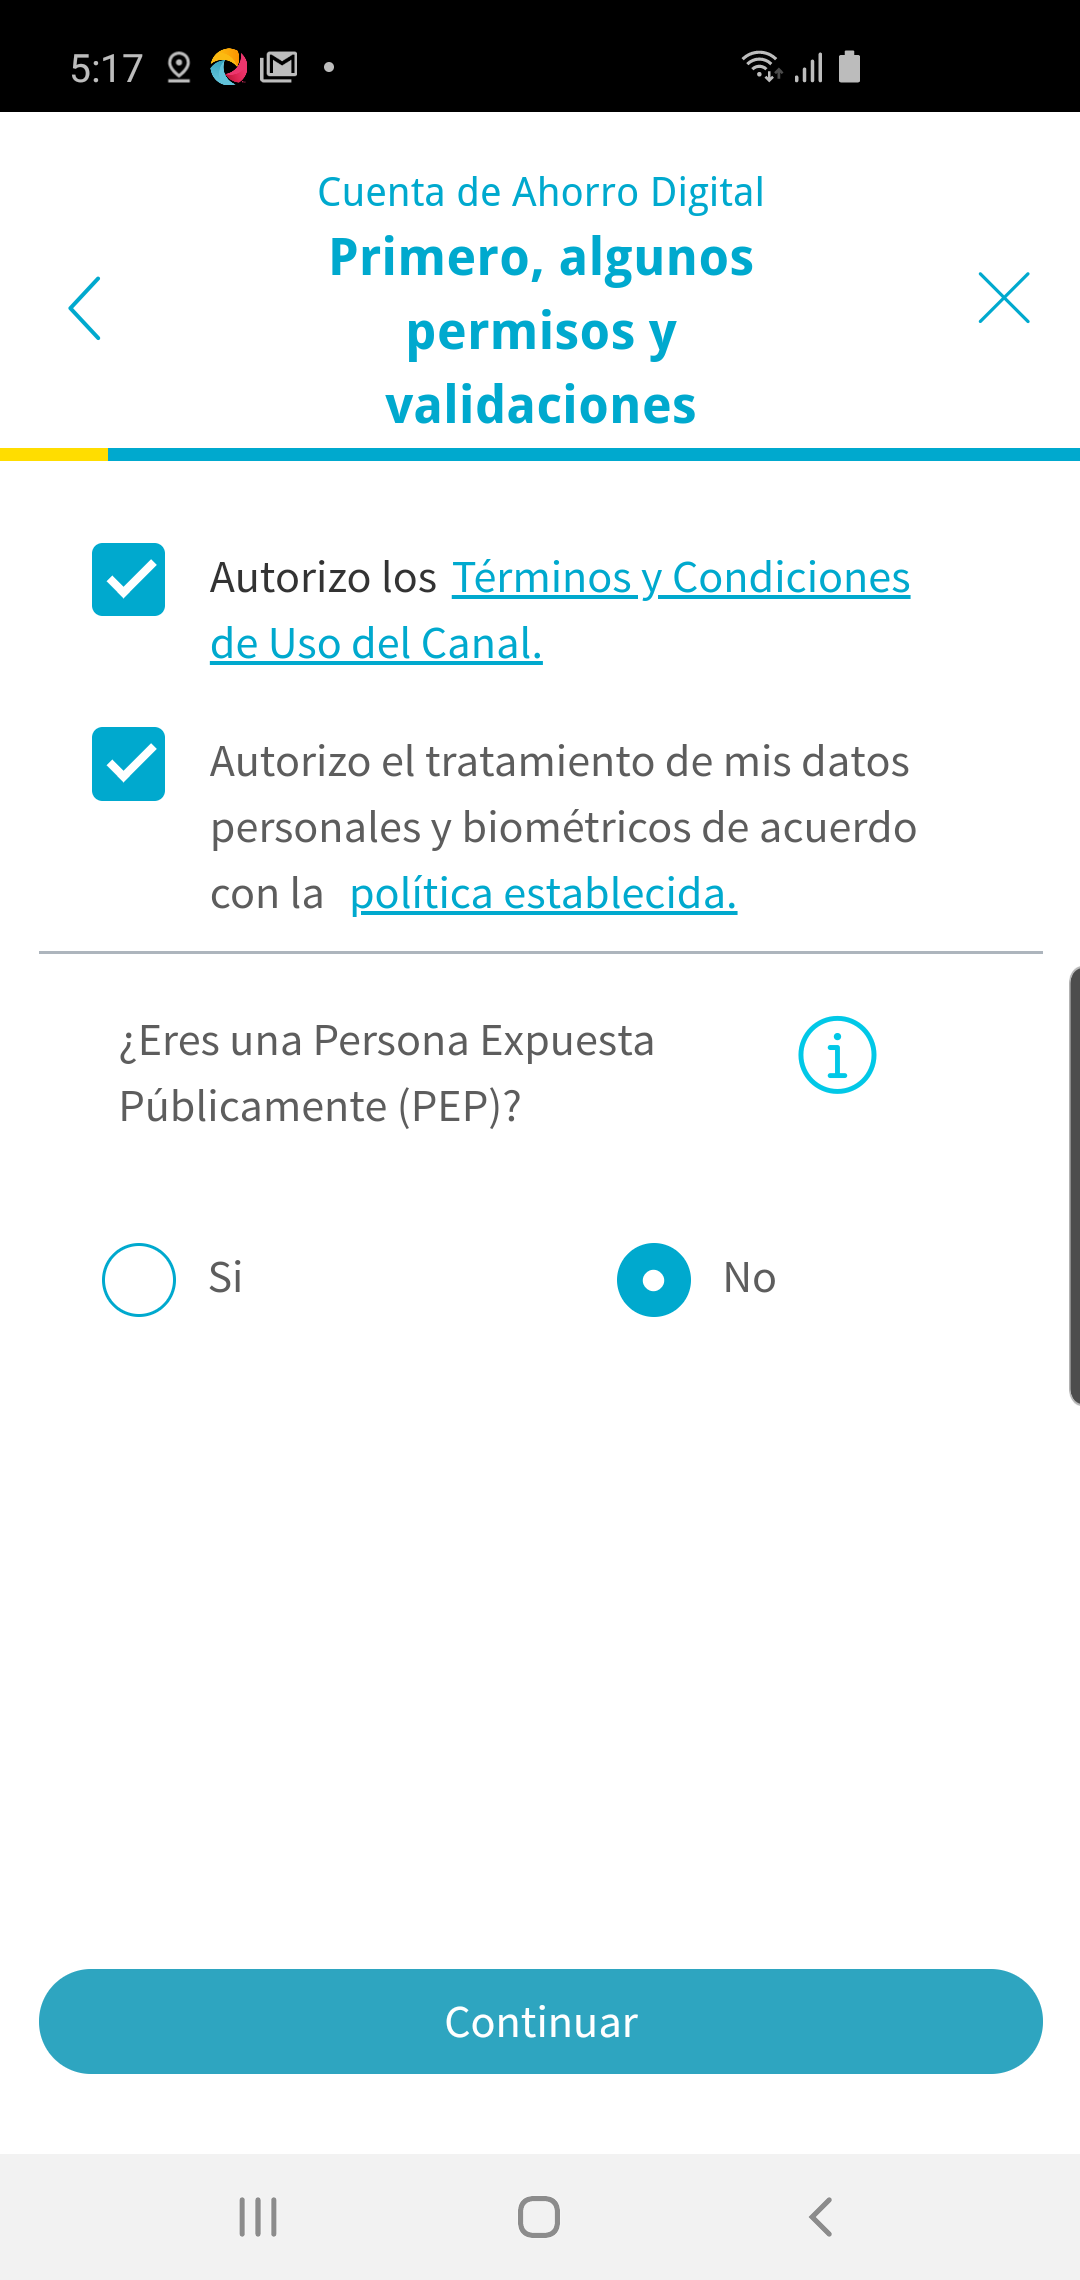 5:17
Cuenta de Ahorro Digital
Primero, algunos
permisos y
validaciones
Autorizo los Términos y Condiciones
de Uso del Canal.
Autorizo el tratamiento de mis datos
personales y biométricos de acuerdo
con la política establecida.
¿Eres una Persona Expuesta
Públicamente (PEP)?
Si
No
Continuar